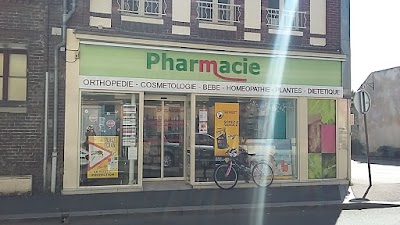 Pharmacie
ORTHOPEDIE - COSMETOLOGIE - BEBE - HOMEOPATHIE - PLANTES - DIETETIQUE